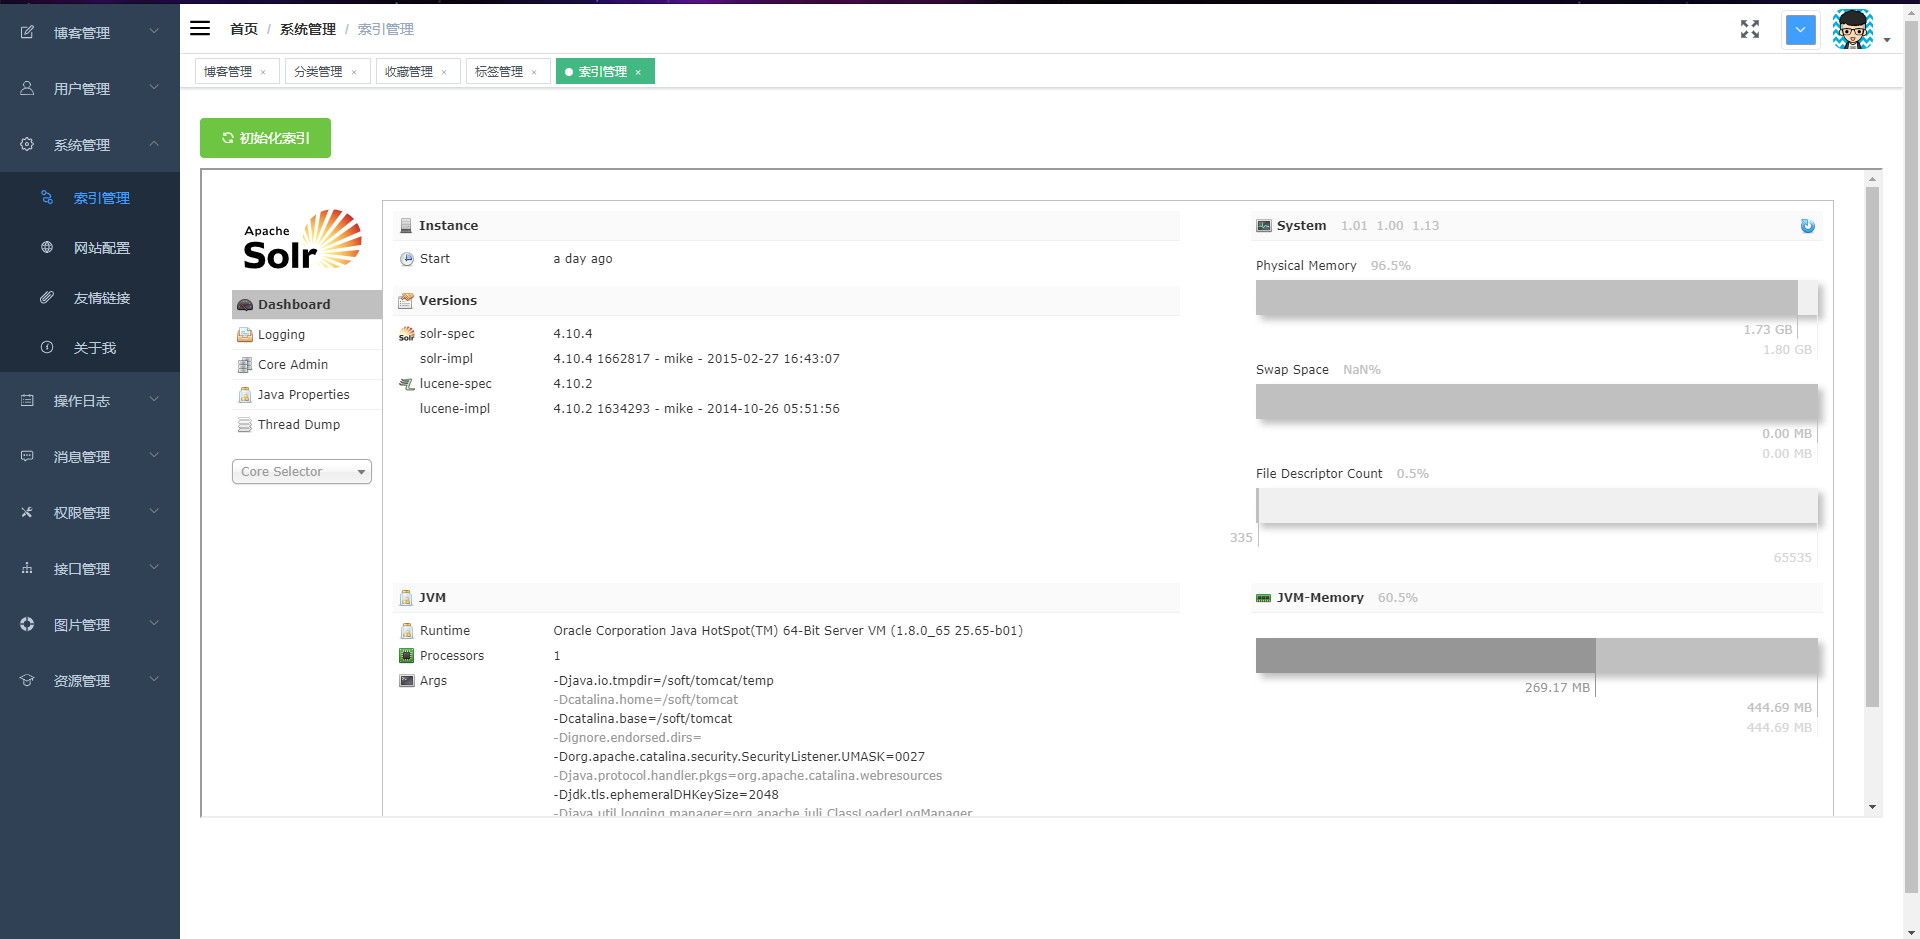 博客管理
用户管理
系统管理
索引管理
网站配置
友情链接
关于我
操作日志
消息管理
权限管理
接口管理
图片管理
资源管理
首页 / 系统管理 / 索引管理
博客管理 × 分类管理 × 收藏管理 × 标签管理 × 索引管理 ×
初始化索引
Apache
Solr
Dashboard
Logging
Core Admin
Java Properties
Thread Dump
Core Selector
Instance
Start a day ago
Versions
solr-spec 4.10.4
solr-impl 4.10.4 1662817 - mike - 2015-02-27 16:43:07
lucene-spec 4.10.2
lucene-impl 4.10.2 1634293 - mike - 2014-10-26 05:51:56
System 1.01 1.00 1.13
Physical Memory 96.5%
1.73 GB
1.80 GB
Swap Space NaN%
0.00 MB
0.00 MB
File Descriptor Count 0.5%
335
65535
JVM
Runtime Oracle Corporation Java HotSpot(TM) 64-Bit Server VM (1.8.0_65 25.65-b01)
Processors 1
Args -Djava.io.tmpdir=/soft/tomcat/temp
-Dcatalina.home=/soft/tomcat
-Dcatalina.base=/soft/tomcat
-Dignore.endorsed.dirs=
-Dorg.apache.catalina.security.SecurityListener.UMASK=0027
-Djava.protocol.handler.pkgs=org.apache.catalina.webresources
-Djdk.tls.ephemeralDHKeySize=2048
-Djava.util.logging.manager=org.apache.juli.ClassLoaderLogManager
JVM-Memory 60.5%
269.17 MB
444.69 MB
444.69 MB